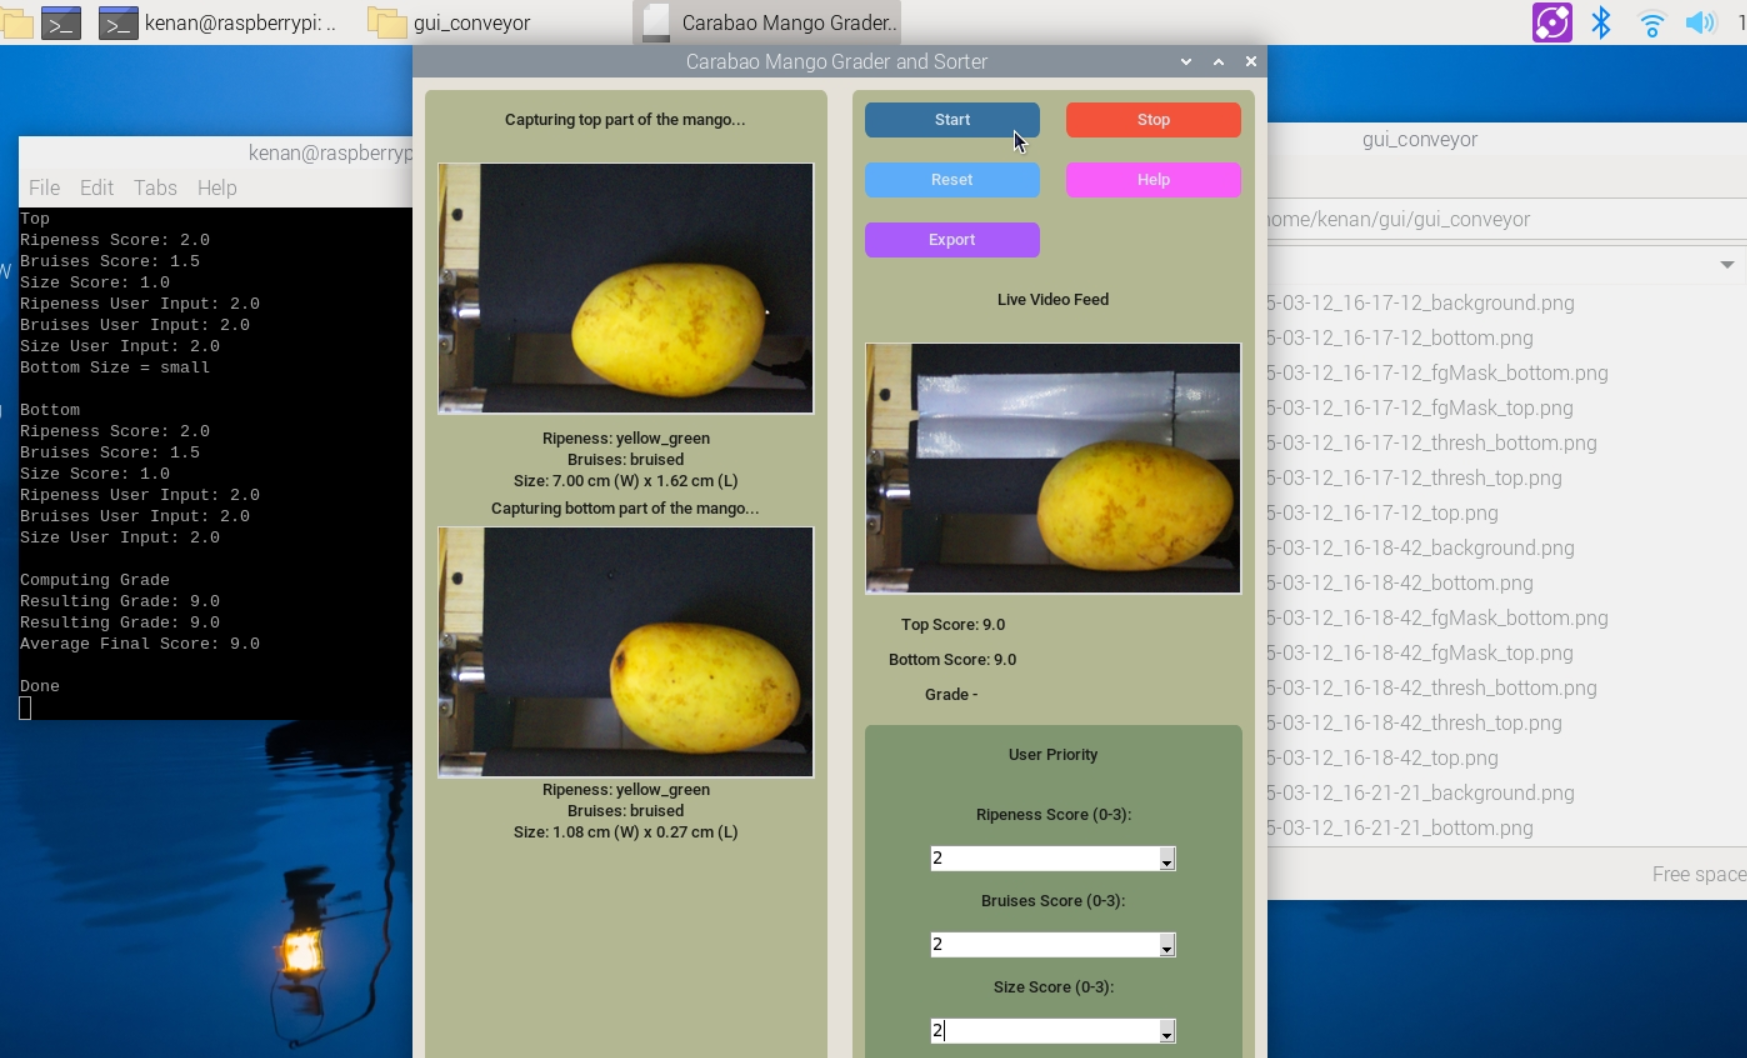 kenan@raspberrypi: ..
gui_conveyor
Carabao Mango Grader..
Carabao Mango Grader and Sorter
kenan@raspberryp
File Edit Tabs Help
Top
Ripeness Score: 2.0
Bruises Score: 1.5
Size Score: 1.0
Ripeness User Input: 2.0
Bruises User Input: 2.0
Size User Input: 2.0
Bottom Size = small
Bottom
Ripeness Score: 2.0
Bruises Score: 1.5
Size Score: 1.0
Ripeness User Input: 2.0
Bruises User Input: 2.0
Size User Input: 2.0
Computing Grade
Resulting Grade: 9.0
Resulting Grade: 9.0
Average Final Score: 9.0
Done
Capturing top part of the mango...
Ripeness: yellow_green
Bruises: bruised
Size: 7.00 cm (W) x 1.62 cm (L)
Capturing bottom part of the mango...
Ripeness: yellow_green
Bruises: bruised
Size: 1.08 cm (W) x 0.27 cm (L)
Start
Stop
Reset
Help
Export
Live Video Feed
Top Score: 9.0
Bottom Score: 9.0
Grade -
User Priority
Ripeness Score (0-3):
2
Bruises Score (0-3):
2
Size Score (0-3):
2
gui_conveyor
home/kenan/gui/gui_conveyor
5-03-12_16-17-12_background.png
5-03-12_16-17-12_bottom.png
5-03-12_16-17-12_fgMask_bottom.png
5-03-12_16-17-12_fgMask_top.png
5-03-12_16-17-12_thresh_bottom.png
5-03-12_16-17-12_thresh_top.png
5-03-12_16-17-12_top.png
5-03-12_16-18-42_background.png
5-03-12_16-18-42_bottom.png
5-03-12_16-18-42_fgMask_bottom.png
5-03-12_16-18-42_fgMask_top.png
5-03-12_16-18-42_thresh_bottom.png
5-03-12_16-18-42_thresh_top.png
5-03-12_16-18-42_top.png
5-03-12_16-21-21_background.png
5-03-12_16-21-21_bottom.png
Free space